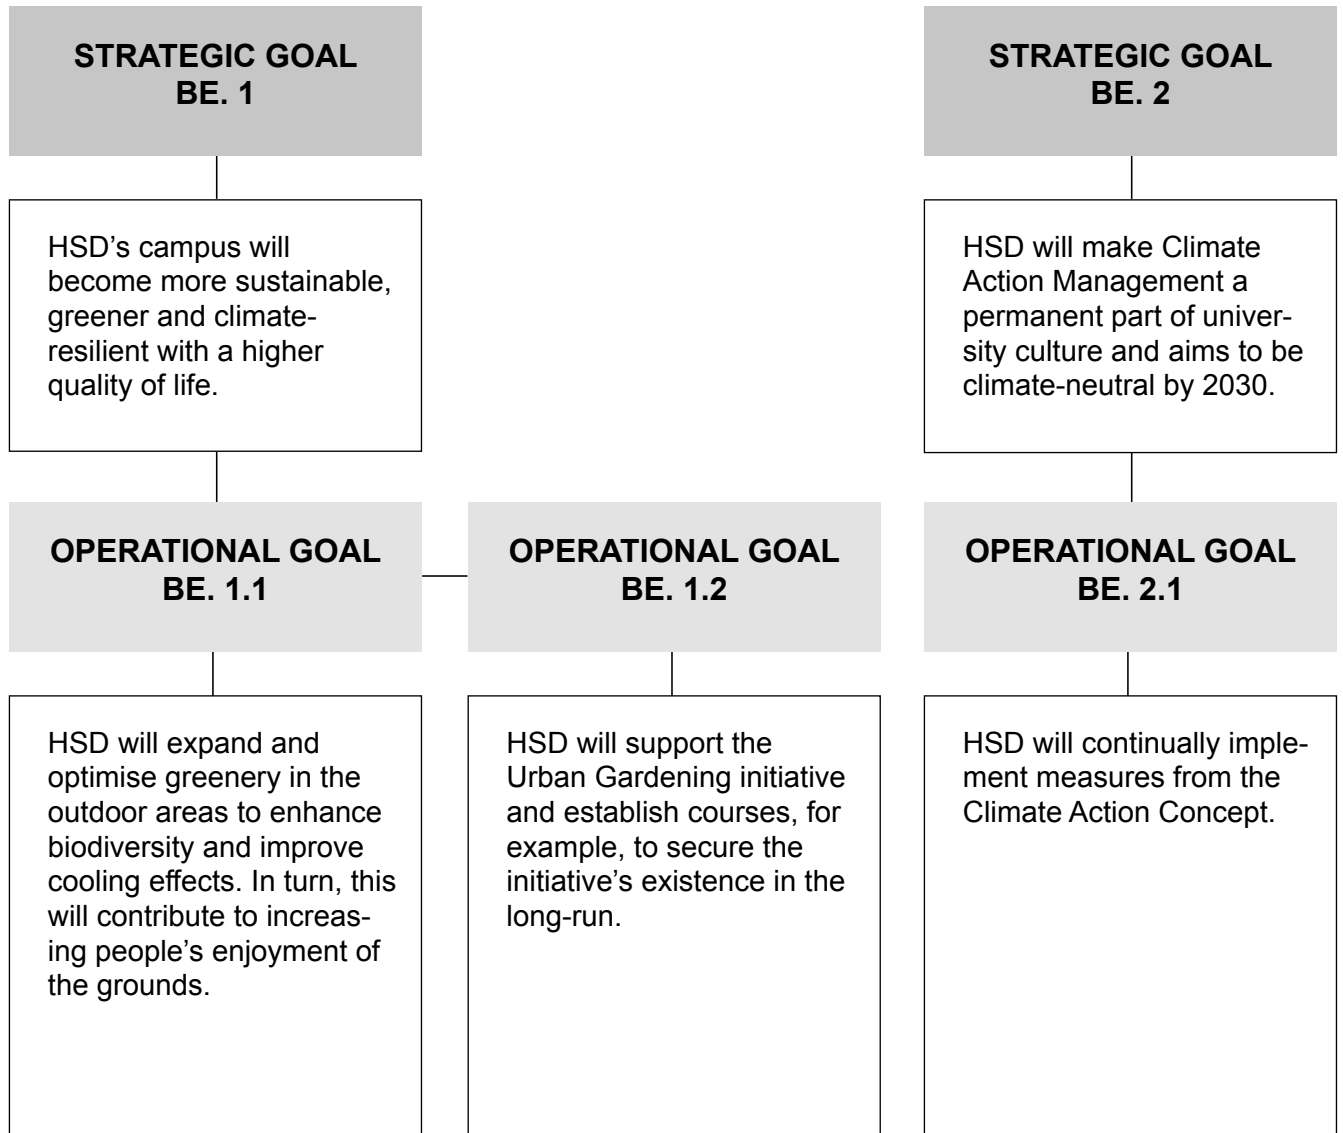 STRATEGIC GOAL
BE. 1
HSD’s campus will
become more sustainable,
greener and climate-
resilient with a higher
quality of life.
STRATEGIC GOAL
BE. 2
HSD will make Climate
Action Management a
permanent part of univer-
sity culture and aims to be
climate-neutral by 2030.
OPERATIONAL GOAL
BE. 1.1
HSD will expand and
optimise greenery in the
outdoor areas to enhance
biodiversity and improve
cooling effects. In turn, this
will contribute to increas-
ing people’s enjoyment of
the grounds.
OPERATIONAL GOAL
BE. 1.2
HSD will support the
Urban Gardening initiative
and establish courses, for
example, to secure the
initiative’s existence in the
long-run.
OPERATIONAL GOAL
BE. 2.1
HSD will continually imple-
ment measures from the
Climate Action Concept.